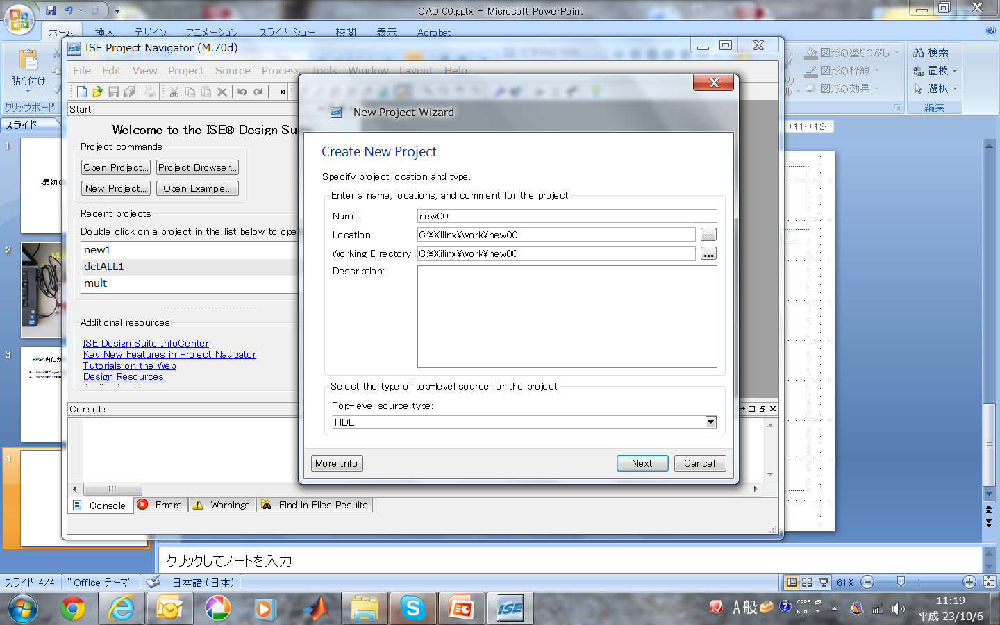 CAD 00.pptx - Microsoft PowerPoint
ホーム 挿入 デザイン アニメーション スライド ショー 校閲 表示 Acrobat
貼り付け
クリップボード
図形の塗りつぶし
図形の枠線
図形の効果
検索
置換
選択
編集
スライド
1
2
3
FPGA内に
4
ISE Project Navigator (M.70d)
File Edit View Project Source Process Tools Window Layout Help
Start
Welcome to the ISE® Design Su
Project commands
Open Project... Project Browser...
New Project... Open Example...
Recent projects
Double click on a project in the list below to ope
new1
dctALL1
mult
Additional resources
ISE Design Suite InfoCenter
Key New Features in Project Navigator
Tutorials on the Web
Design Resources
Console
Console Errors Warnings Find in Files Results
New Project Wizard
Create New Project
Specify project location and type.
Enter a name, locations, and comment for the project
Name: new00
Location: C:¥Xilinx¥work¥new00 ...
Working Directory: C:¥Xilinx¥work¥new00 ...
Description:
Select the type of top-level source for the project
Top-level source type:
HDL
More Info Next Cancel
11 12
クリックしてノートを入力
スライド 4/4 "Office テーマ" 日本語 (日本) 61%
ISE
A 般 CAPS KANA
11:19
平成 23/10/6